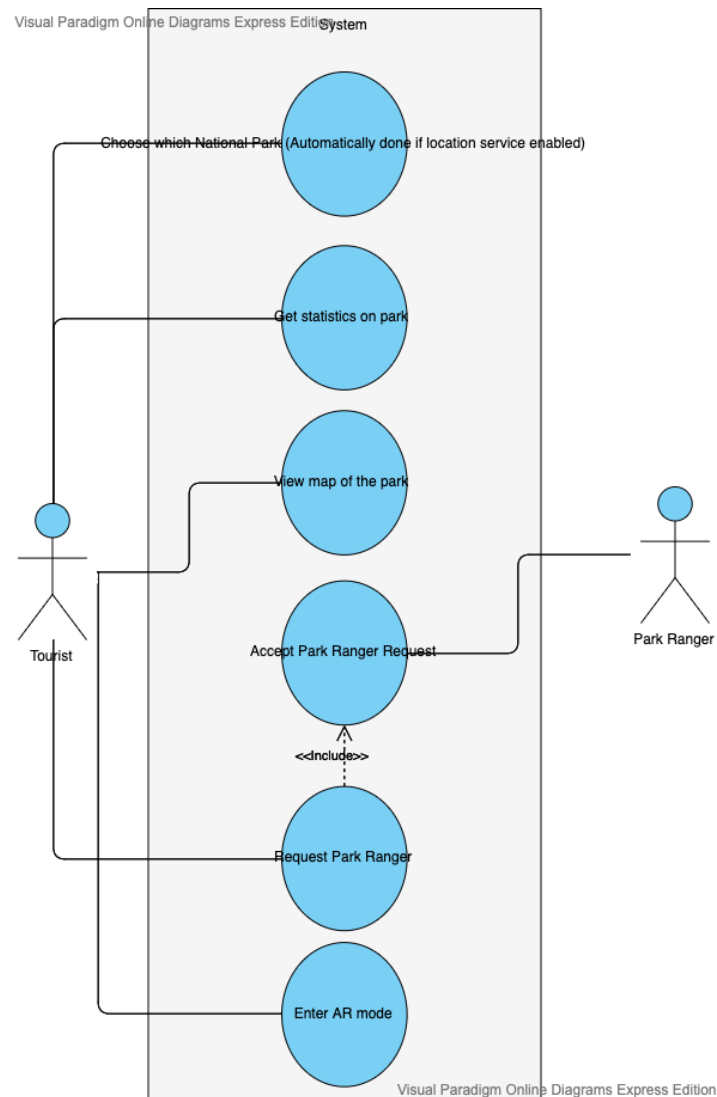 Visual Paradigm Online Diagrams Express Edition
System
Choose which National Park (Automatically done if location service enabled)
Get statistics on park
View map of the park
Accept Park Ranger Request
Park Ranger
Tourist
<<Include>>
Request Park Ranger
Enter AR mode
Visual Paradigm Online Diagrams Express Edition